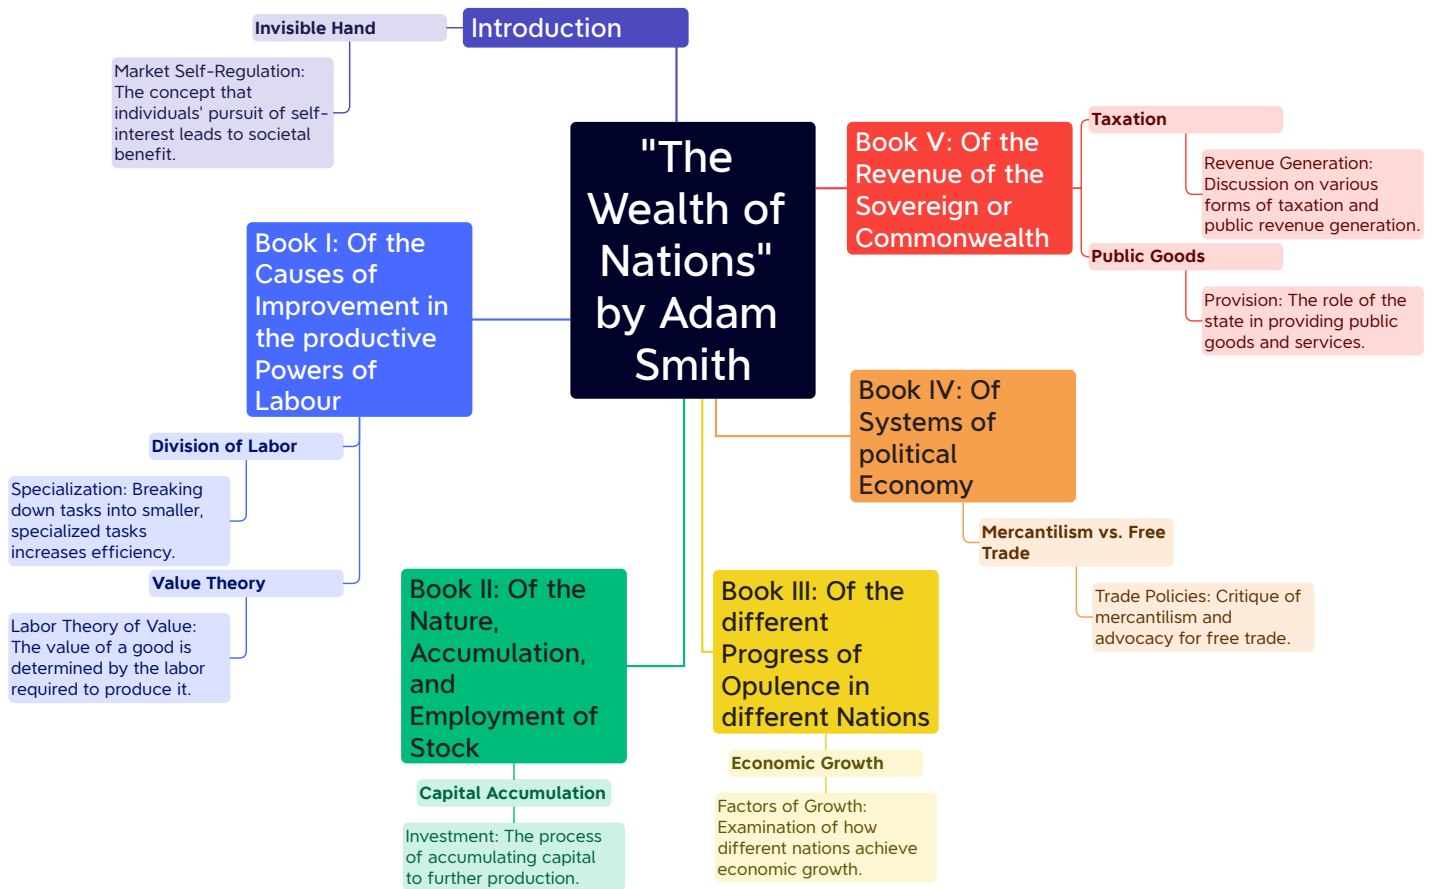 Introduction
Invisible Hand
Market Self-Regulation:
The concept that
individuals' pursuit of self-
interest leads to societal
benefit.
"The
Wealth of
Nations"
by Adam
Smith
Book I: Of the
Causes of
Improvement in
the productive
Powers of
Labour
Division of Labor
Specialization: Breaking
down tasks into smaller,
specialized tasks
increases efficiency.
Value Theory
Labor Theory of Value:
The value of a good is
determined by the labor
required to produce it.
Book II: Of the
Nature,
Accumulation,
and
Employment of
Stock
Capital Accumulation
Investment: The process
of accumulating capital
to further production.
Book III: Of the
different
Progress of
Opulence in
different Nations
Economic Growth
Factors of Growth:
Examination of how
different nations achieve
economic growth.
Book IV: Of
Systems of
political
Economy
Mercantilism vs. Free
Trade
Trade Policies: Critique of
mercantilism and
advocacy for free trade.
Book V: Of the
Revenue of the
Sovereign or
Commonwealth
Taxation
Revenue Generation:
Discussion on various
forms of taxation and
public revenue generation.
Public Goods
Provision: The role of the
state in providing public
goods and services.